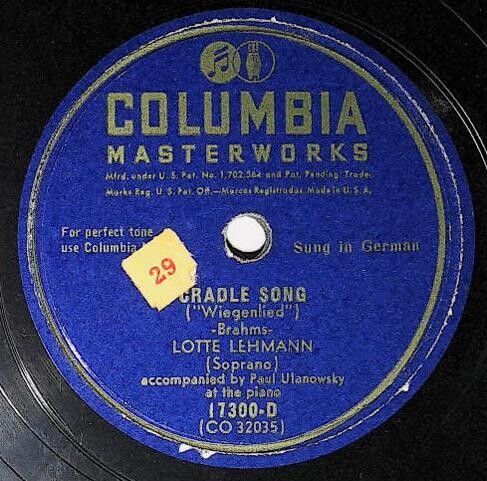 COLUMBIA
MASTERWORKS
Mfrd. under U. S. Pat. No. 1,702,564 and Pat. Pending Trade
Marks Reg. U. S. Pat. Off.—Marcas Registradas. Made in U. S. A.
For perfect tone
use Columbia
Sung in German
29
CRADLE SONG
("Wiegenlied")
-Brahms-
LOTTE LEHMANN
(Soprano)
accompanied by Paul Ulanowsky
at the piano
17300-D
(CO 32035)